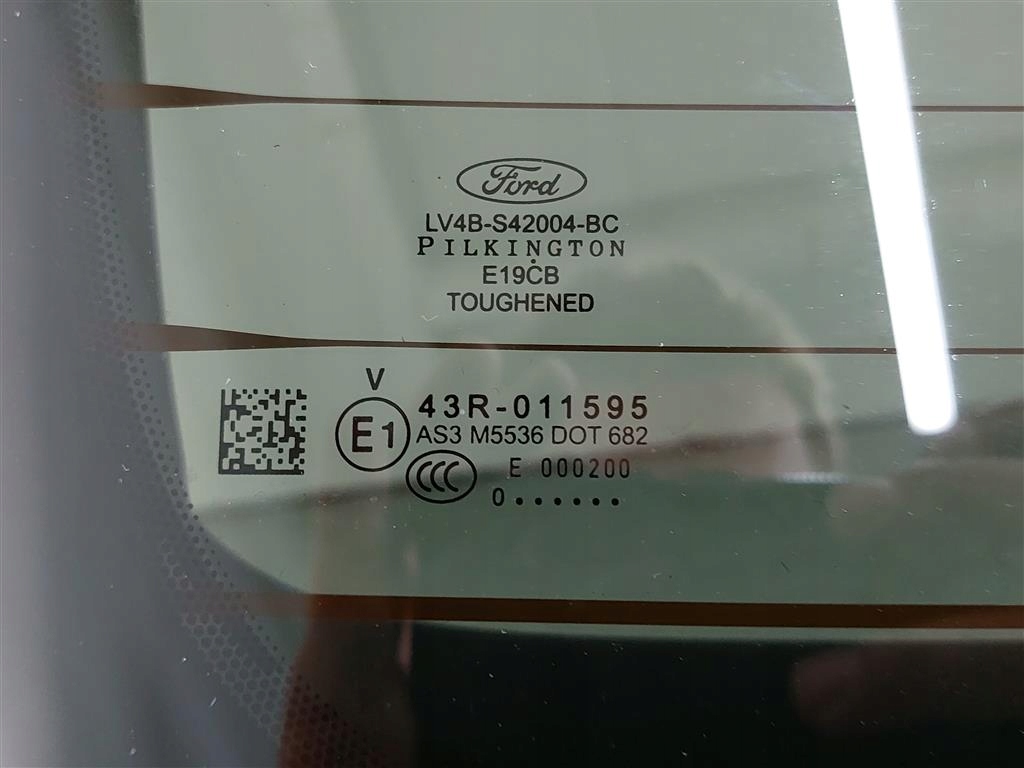 Ford
LV4B-S42004-BC
PILKINGTON
E19CB
TOUGHENED
V
E1 43R-011595
AS3 M5536 DOT 682
CCC E 000200
0 . . . . . .